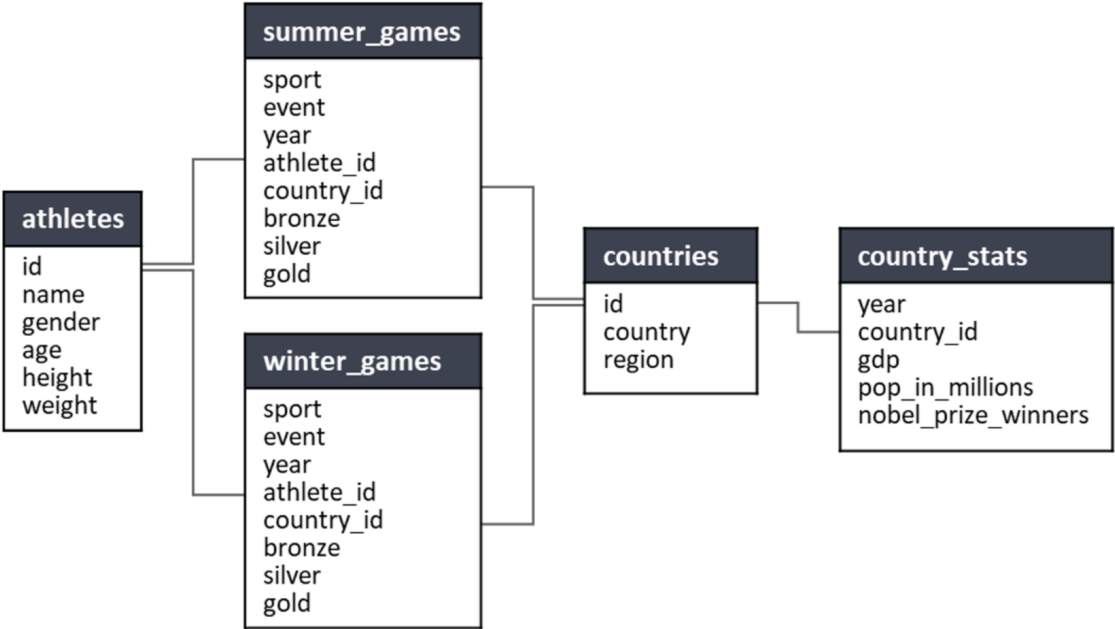 summer_games
sport
event
year
athlete_id
country_id
bronze
silver
gold
athletes
id
name
gender
age
height
weight
winter_games
sport
event
year
athlete_id
country_id
bronze
silver
gold
countries
id
country
region
country_stats
year
country_id
gdp
pop_in_millions
nobel_prize_winners